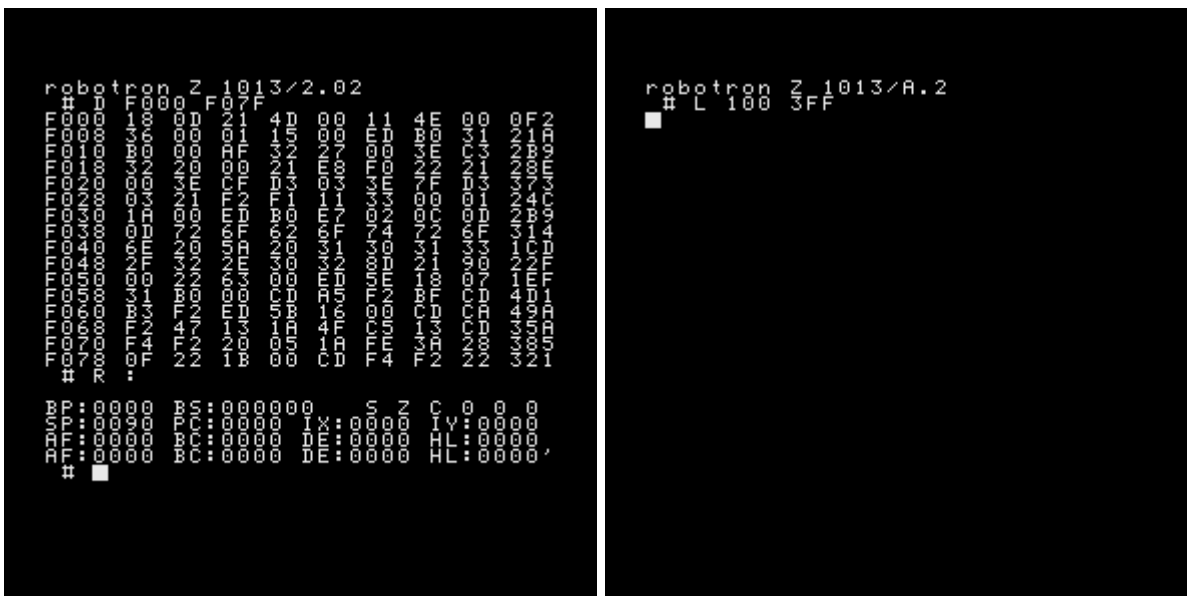 robotron Z 1013/2.02
# D F000 F07F
F000 18 0D 21 4D 00 11 4E 00 0F2
F008 36 00 01 15 00 ED B0 31 21A
F010 B0 00 AF 32 27 00 3E C3 2B9
F018 32 20 00 21 E8 F0 22 21 28E
F020 00 3E CF D3 03 3E 7F D3 373
F028 03 21 F2 F1 11 33 00 01 24C
F030 1A 00 ED B0 E7 02 0C 0D 2B9
F038 0D 72 6F 62 6F 74 72 6F 314
F040 6E 20 5A 20 31 30 31 33 1CD
F048 2F 32 2E 30 32 8D 21 90 22F
F050 00 22 63 00 ED 5E 18 07 1EF
F058 31 B0 00 CD A5 F2 BF CD 4D1
F060 B3 F2 ED 5B 16 00 CD CA 49A
F068 F2 47 13 1A 4F C5 13 CD 35A
F070 F4 F2 20 05 1A FE 3A 28 385
F078 0F 22 1B 00 CD F4 F2 22 321
# R :
BP:0000 BS:000000 S Z C 0 0 0
SP:0090 PC:0000 IX:0000 IY:0000
AF:0000 BC:0000 DE:0000 HL:0000
AF:0000 BC:0000 DE:0000 HL:0000'
#
robotron Z 1013/A.2
# L 100 3FF